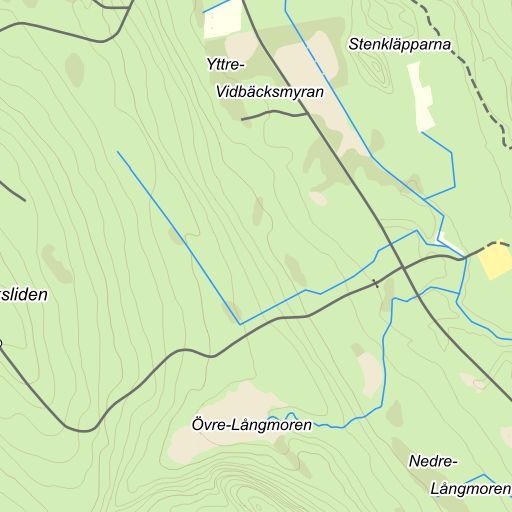 Stenkläpparna
Yttre-
Vidbäcksmyran
sliden
Övre-Långmoren
Nedre-
Långmoren